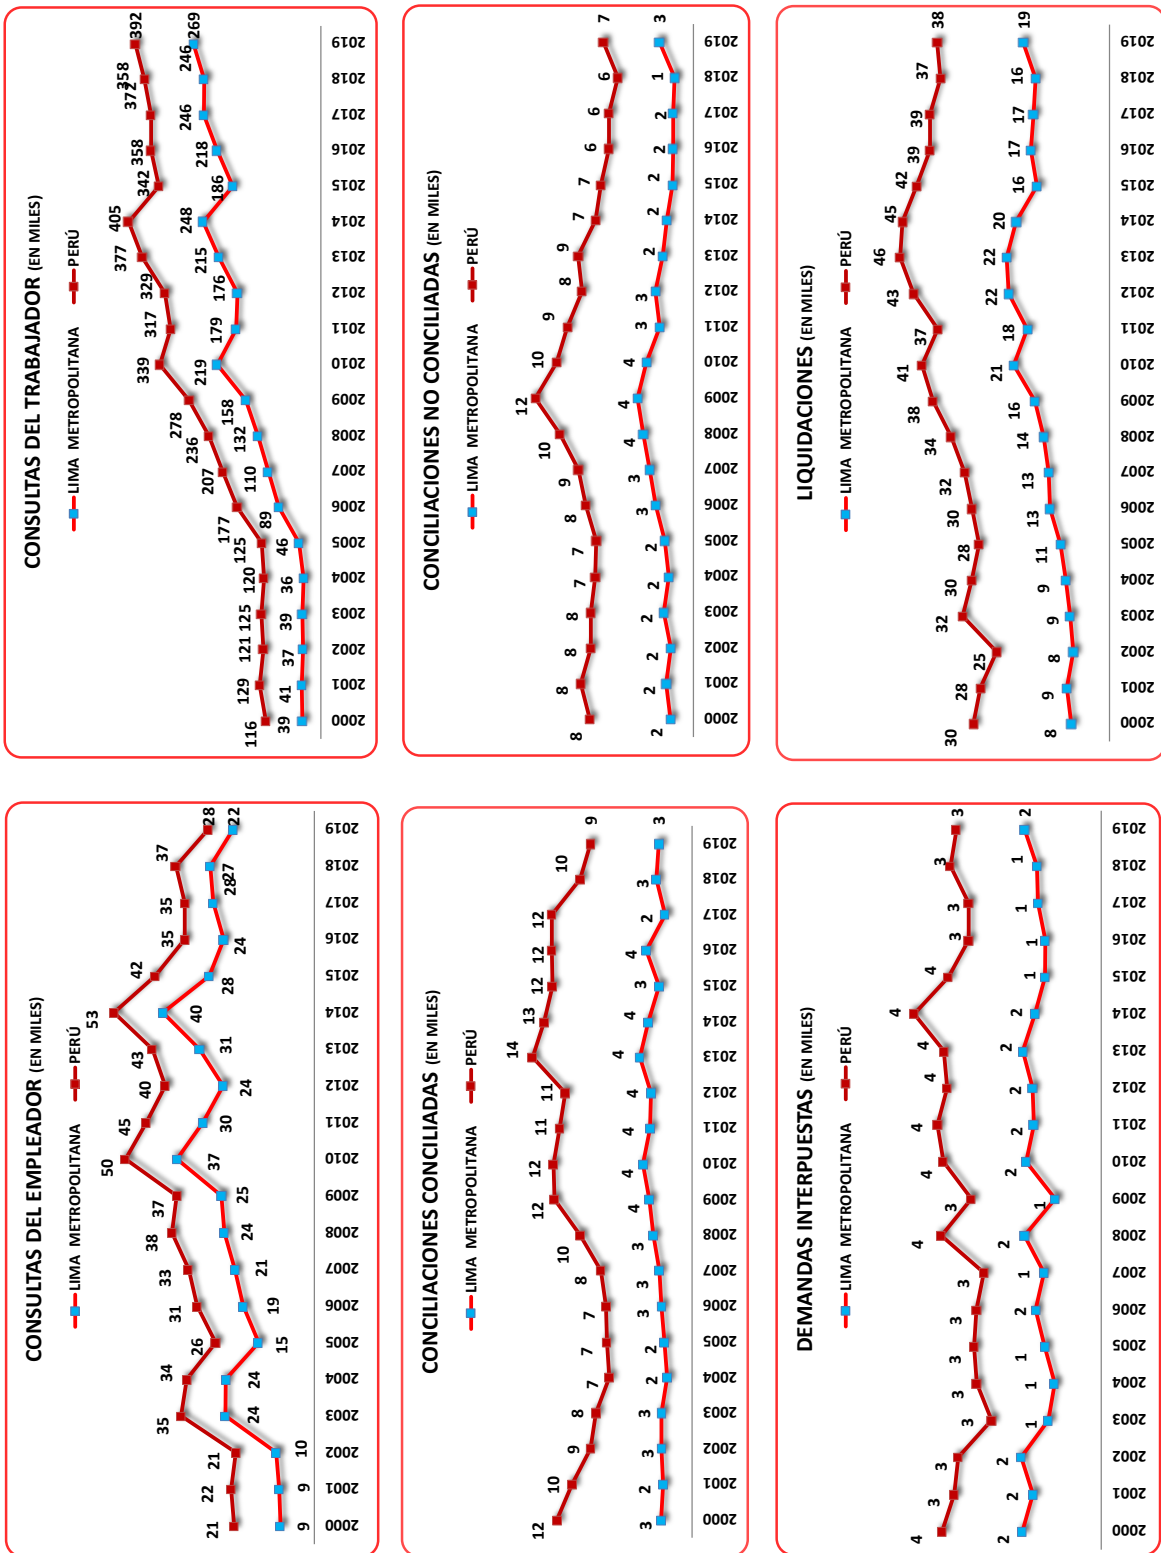 CONSULTAS DEL EMPLEADOR (EN MILES)
LIMA METROPOLITANA PERÚ
21 22 21 35 34 26 31 33 38 37 50 45 40 43 53 42 35 35 37 28
9 9 10 24 24 15 19 21 24 25 37 30 24 31 40 28 24 28 27 22
2000 2001 2002 2003 2004 2005 2006 2007 2008 2009 2010 2011 2012 2013 2014 2015 2016 2017 2018 2019
CONSULTAS DEL TRABAJADOR (EN MILES)
LIMA METROPOLITANA PERÚ
116 129 121 125 120 125 177 207 236 278 339 317 329 377 405 342 358 372 358 392
39 41 37 39 36 46 89 110 132 158 219 179 176 215 248 186 218 246 246 269
2000 2001 2002 2003 2004 2005 2006 2007 2008 2009 2010 2011 2012 2013 2014 2015 2016 2017 2018 2019
CONCILIACIONES CONCILIADAS (EN MILES)
LIMA METROPOLITANA PERÚ
12 10 9 8 7 7 7 8 10 12 12 11 11 14 13 12 12 12 10 9
3 2 3 3 2 2 3 3 3 4 4 4 4 4 4 3 4 2 3 3
2000 2001 2002 2003 2004 2005 2006 2007 2008 2009 2010 2011 2012 2013 2014 2015 2016 2017 2018 2019
CONCILIACIONES NO CONCILIADAS (EN MILES)
LIMA METROPOLITANA PERÚ
8 8 8 8 7 7 8 9 10 12 10 9 8 9 7 7 6 6 6 7
2 2 2 2 2 2 3 3 4 4 4 3 3 2 2 2 2 2 1 3
2000 2001 2002 2003 2004 2005 2006 2007 2008 2009 2010 2011 2012 2013 2014 2015 2016 2017 2018 2019
DEMANDAS INTERPUESTAS (EN MILES)
LIMA METROPOLITANA PERÚ
4 3 3 3 3 3 3 3 4 3 4 4 4 4 4 4 3 3 3 3
2 2 2 1 1 1 2 1 2 1 2 2 2 2 2 1 1 1 1 2
2000 2001 2002 2003 2004 2005 2006 2007 2008 2009 2010 2011 2012 2013 2014 2015 2016 2017 2018 2019
LIQUIDACIONES (EN MILES)
LIMA METROPOLITANA PERÚ
30 28 25 32 30 28 30 32 34 38 41 37 43 46 45 42 39 39 37 38
8 9 8 9 9 11 13 13 14 16 21 18 22 22 20 16 17 17 16 19
2000 2001 2002 2003 2004 2005 2006 2007 2008 2009 2010 2011 2012 2013 2014 2015 2016 2017 2018 2019